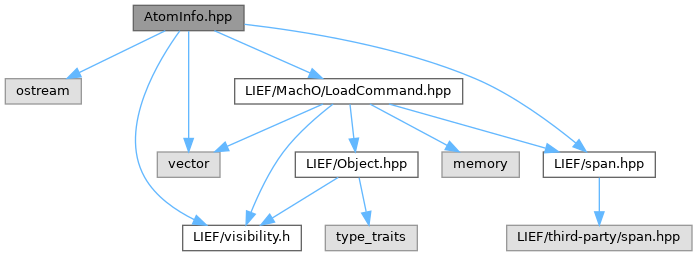 AtomInfo.hpp
ostream
LIEF/MachO/LoadCommand.hpp
vector
LIEF/Object.hpp
memory
LIEF/span.hpp
LIEF/visibility.h
type_traits
LIEF/third-party/span.hpp